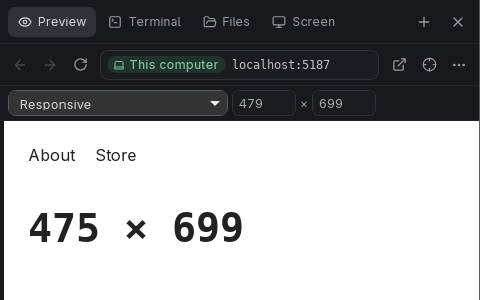 Preview Terminal Files Screen
This computer localhost:5187
Responsive 479 × 699
About Store
475 × 699